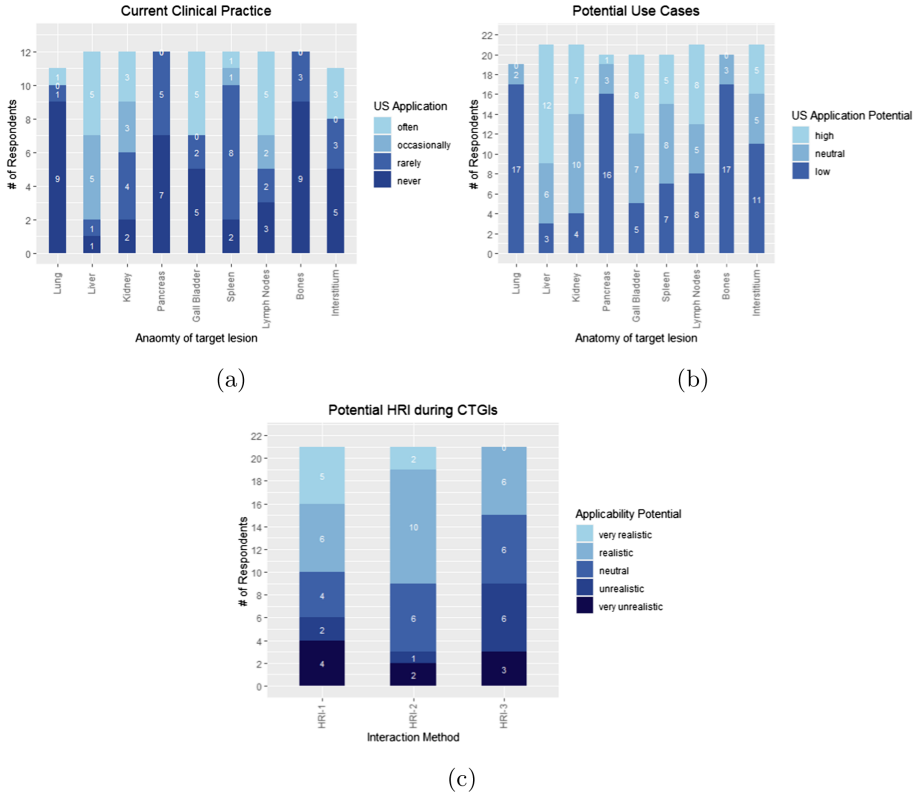 Current Clinical Practice
# of Respondents
12
10
8
6
4
2
0
1 5 3 0 5 1 5 0 3
0 5 3 5 0 1 2 3 0
1 1 4 2 8 2 3
9 1 2 7 5 2 3 9 5
Lung Liver Kidney Pancreas Gall Bladder Spleen Lymph Nodes Bones Interstitium
Anaomty of target lesion
US Application
often
occasionally
rarely
never
(a)
Potential Use Cases
# of Respondents
22
20
18
16
14
12
10
8
6
4
2
0
0 12 7 1 8 5 8 0 5
2 6 10 3 7 8 5 3 5
17 3 4 16 5 7 8 17 11
Lung Liver Kidney Pancreas Gall Bladder Spleen Lymph Nodes Bones Interstitium
Anatomy of target lesion
US Application Potential
high
neutral
low
(b)
Potential HRI during CTGIs
# of Respondents
22
20
18
16
14
12
10
8
6
4
2
0
5 2 0
6 10 6
4 6 6
2 1 6
4 2 3
HRI-1 HRI-2 HRI-3
Interaction Method
Applicability Potential
very realistic
realistic
neutral
unrealistic
very unrealistic
(c)